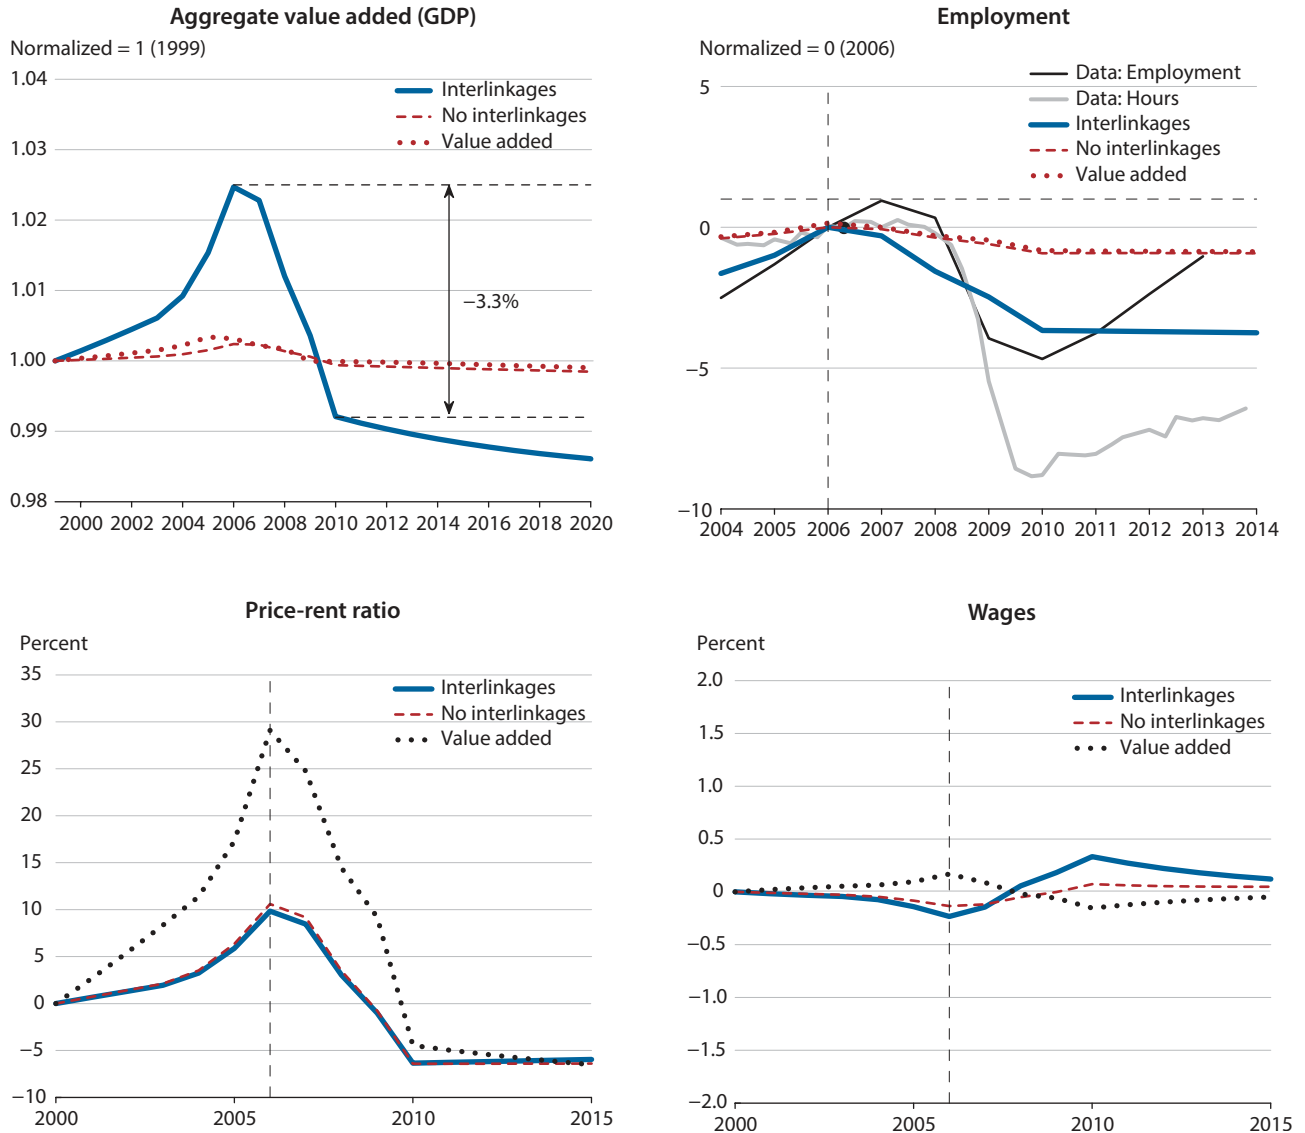 Aggregate value added (GDP)
Normalized = 1 (1999)
1.04
1.03
1.02
1.01
1.00
0.99
0.98
Interlinkages
No interlinkages
Value added
−3.3%
2000 2002 2004 2006 2008 2010 2012 2014 2016 2018 2020
Employment
Normalized = 0 (2006)
5
0
−5
−10
Data: Employment
Data: Hours
Interlinkages
No interlinkages
Value added
2004 2005 2006 2007 2008 2009 2010 2011 2012 2013 2014
Price-rent ratio
Percent
35
30
25
20
15
10
5
0
−5
−10
Interlinkages
No interlinkages
Value added
2000 2005 2010 2015
Wages
Percent
2.0
1.5
1.0
0.5
0
−0.5
−1.0
−1.5
−2.0
Interlinkages
No interlinkages
Value added
2000 2005 2010 2015